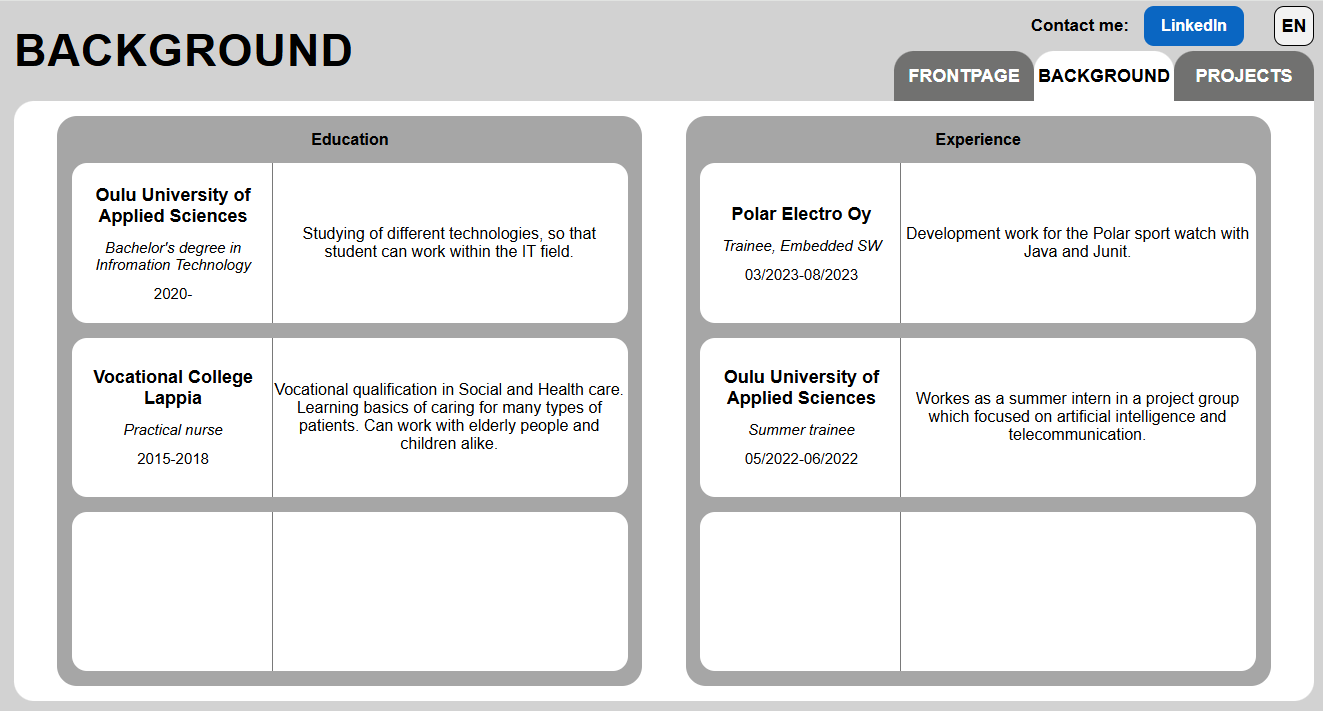 BACKGROUND
Contact me:
LinkedIn
EN
FRONTPAGE
BACKGROUND
PROJECTS
Education
Oulu University of
Applied Sciences
Bachelor's degree in
Infromation Technology
2020-
Studying of different technologies, so that
student can work within the IT field.
Vocational College
Lappia
Practical nurse
2015-2018
Vocational qualification in Social and Health care.
Learning basics of caring for many types of
patients. Can work with elderly people and
children alike.
Experience
Polar Electro Oy
Trainee, Embedded SW
03/2023-08/2023
Development work for the Polar sport watch with
Java and Junit.
Oulu University of
Applied Sciences
Summer trainee
05/2022-06/2022
Workes as a summer intern in a project group
which focused on artificial intelligence and
telecommunication.